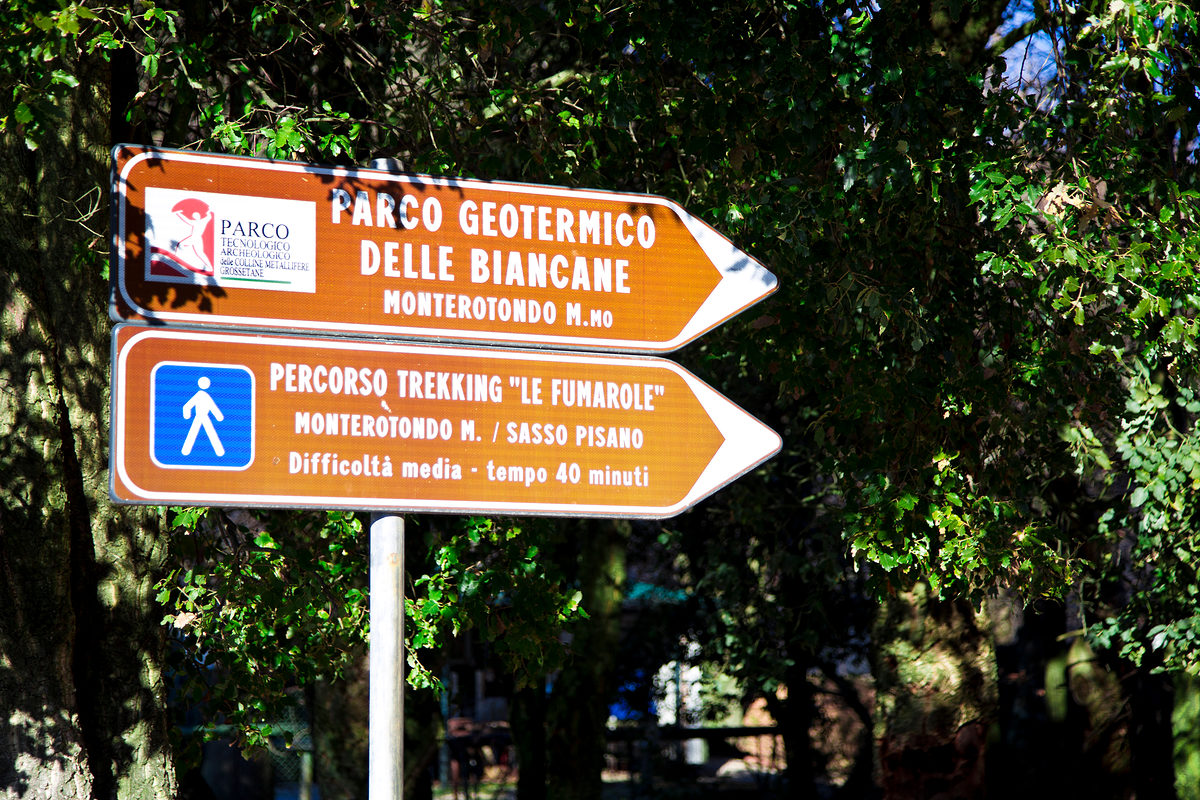 PARCO
TECNOLOGICO
ARCHEOLOGICO
delle COLLINE METALLIFERE
GROSSETANE
PARCO GEOTERMICO
DELLE BIANCANE
MONTEROTONDO M.MO
PERCORSO TREKKING "LE FUMAROLE"
MONTEROTONDO M. / SASSO PISANO
Difficoltà media - tempo 40 minuti